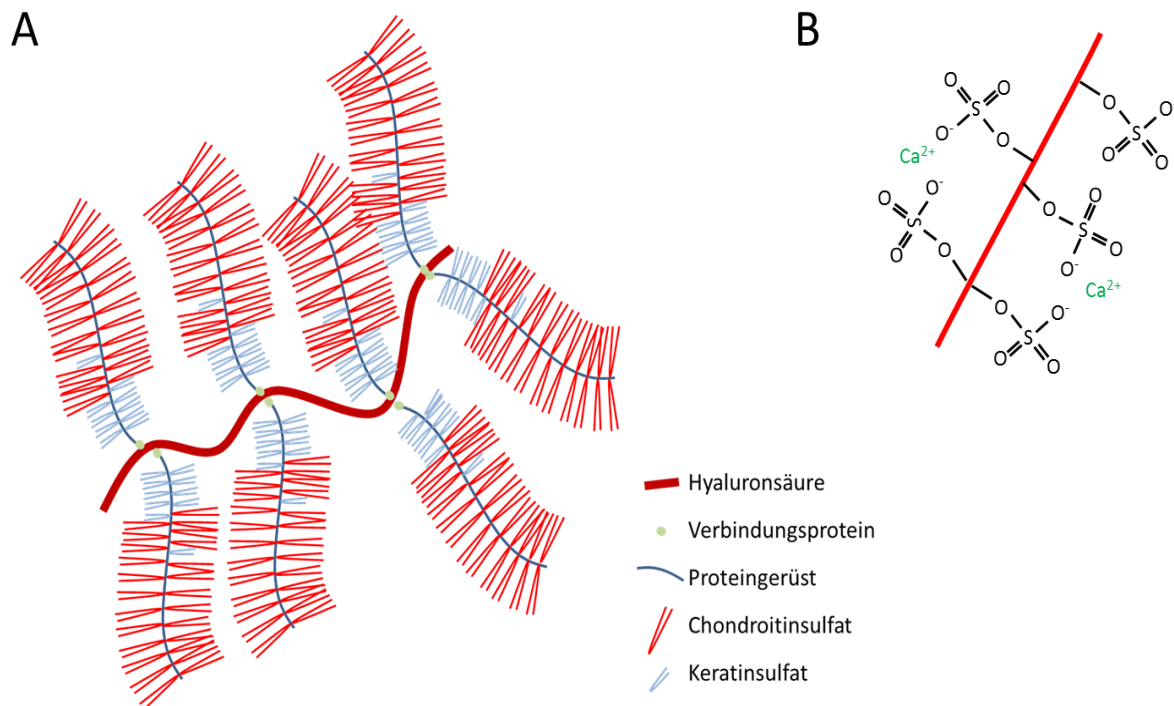 A
B
O
O
S
O
O
O
S
O⁻
O
O
Ca²⁺
O⁻
O
S
O
O
O
O
S
O
O⁻
Ca²⁺
O
O⁻
S
O
O
Hyaluronsäure
Verbindungsprotein
Proteingerüst
Chondroitinsulfat
Keratinsulfat